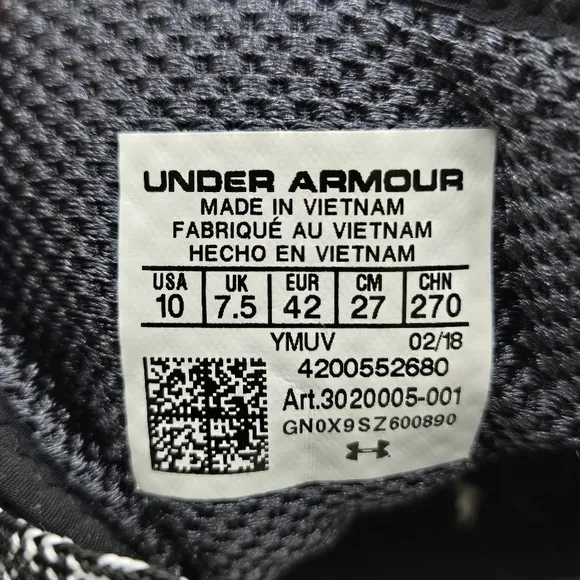 UNDER ARMOUR
MADE IN VIETNAM
FABRIQUÉ AU VIETNAM
HECHO EN VIETNAM
USA UK EUR CM CHN
10 7.5 42 27 270
YMUV 02/18
4200552680
Art.3020005-001
GN0X9SZ600890